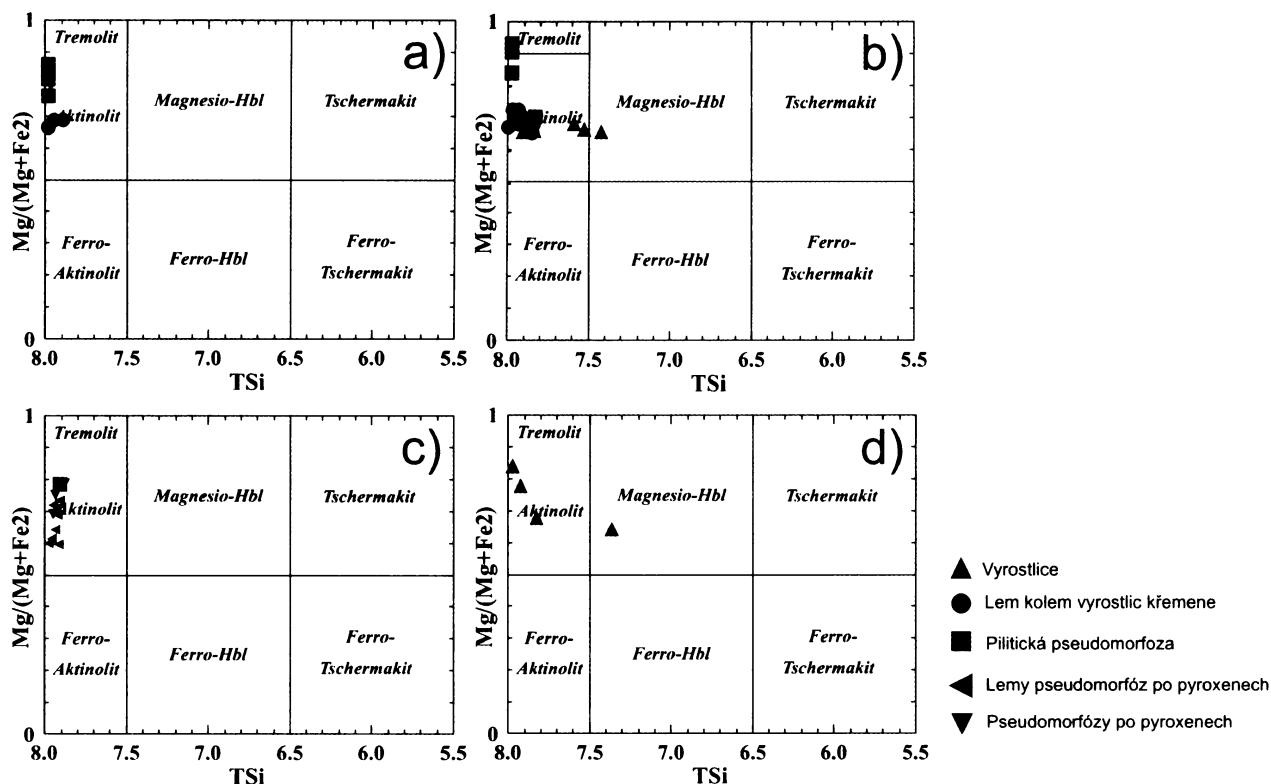 a)
1
Tremolit
Aktinolit
Magnesio-Hbl
Tschermakit
Mg/(Mg+Fe2)
Ferro-
Aktinolit
Ferro-Hbl
Ferro-
Tschermakit
0
8.0 7.5 7.0 6.5 6.0 5.5
TSi
b)
1
Tremolit
inolit
Magnesio-Hbl
Tschermakit
Mg/(Mg+Fe2)
Ferro-
Aktinolit
Ferro-Hbl
Ferro-
Tschermakit
0
8.0 7.5 7.0 6.5 6.0 5.5
TSi
c)
1
Tremolit
Aktinolit
Magnesio-Hbl
Tschermakit
Mg/(Mg+Fe2)
Ferro-
Aktinolit
Ferro-Hbl
Ferro-
Tschermakit
0
8.0 7.5 7.0 6.5 6.0 5.5
TSi
d)
1
Tremolit
Aktinolit
Magnesio-Hbl
Tschermakit
Mg/(Mg+Fe2)
Ferro-
Aktinolit
Ferro-Hbl
Ferro-
Tschermakit
0
8.0 7.5 7.0 6.5 6.0 5.5
TSi
Vyrostlice
Lem kolem vyrostlic křemene
Pilitická pseudomorfoza
Lemy pseudomorfóz po pyroxenech
Pseudomorfózy po pyroxenech